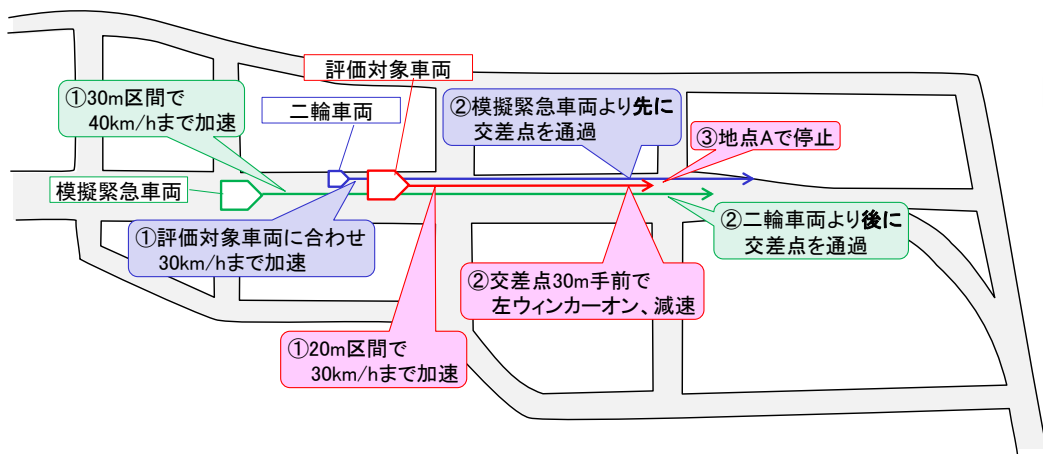 評価対象車両
①30m区間で
40km/hまで加速
二輪車両
②模擬緊急車両より先に
交差点を通過
③地点Aで停止
模擬緊急車両
①評価対象車両に合わせ
30km/hまで加速
②二輪車両より後に
交差点を通過
②交差点30m手前で
左ウィンカーオン、減速
①20m区間で
30km/hまで加速